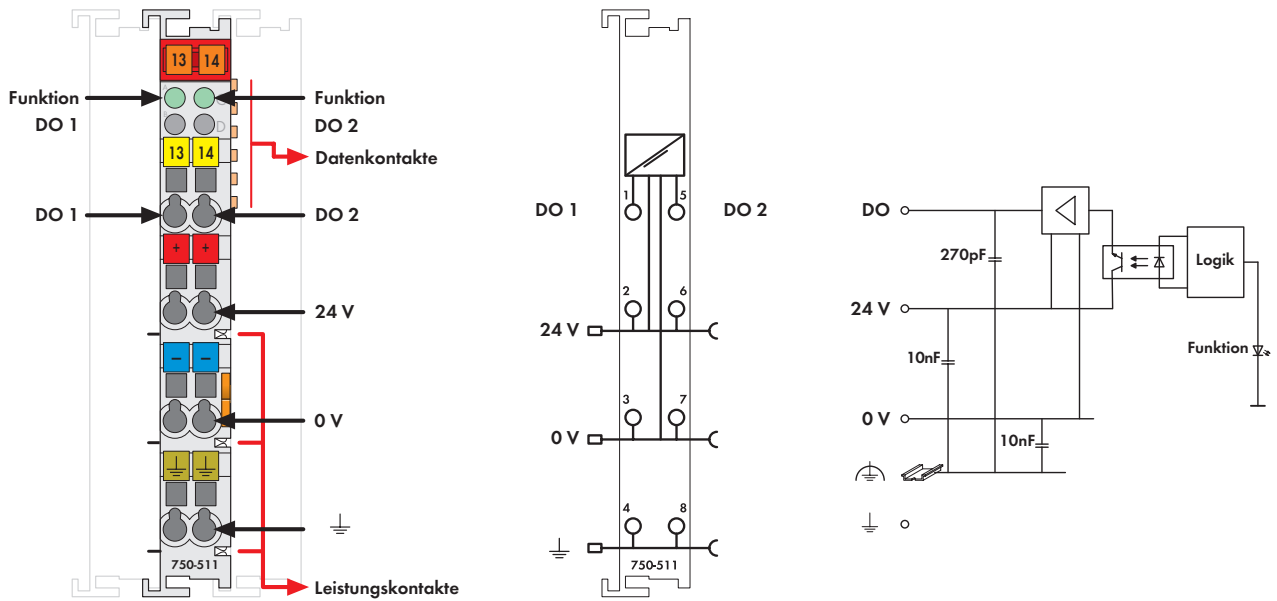 13 14
A C
Funktion
Funktion
DO 1
D
DO 2
13 14
Datenkontakte
DO 1
DO 2
+ +
24 V
− −
0 V
750-511
Leistungskontakte
1 5
DO 1
DO 2
2 6
24 V
3 7
0 V
4 8
750-511
DO
270pF
Logik
24 V
10nF
Funktion
0 V
10nF